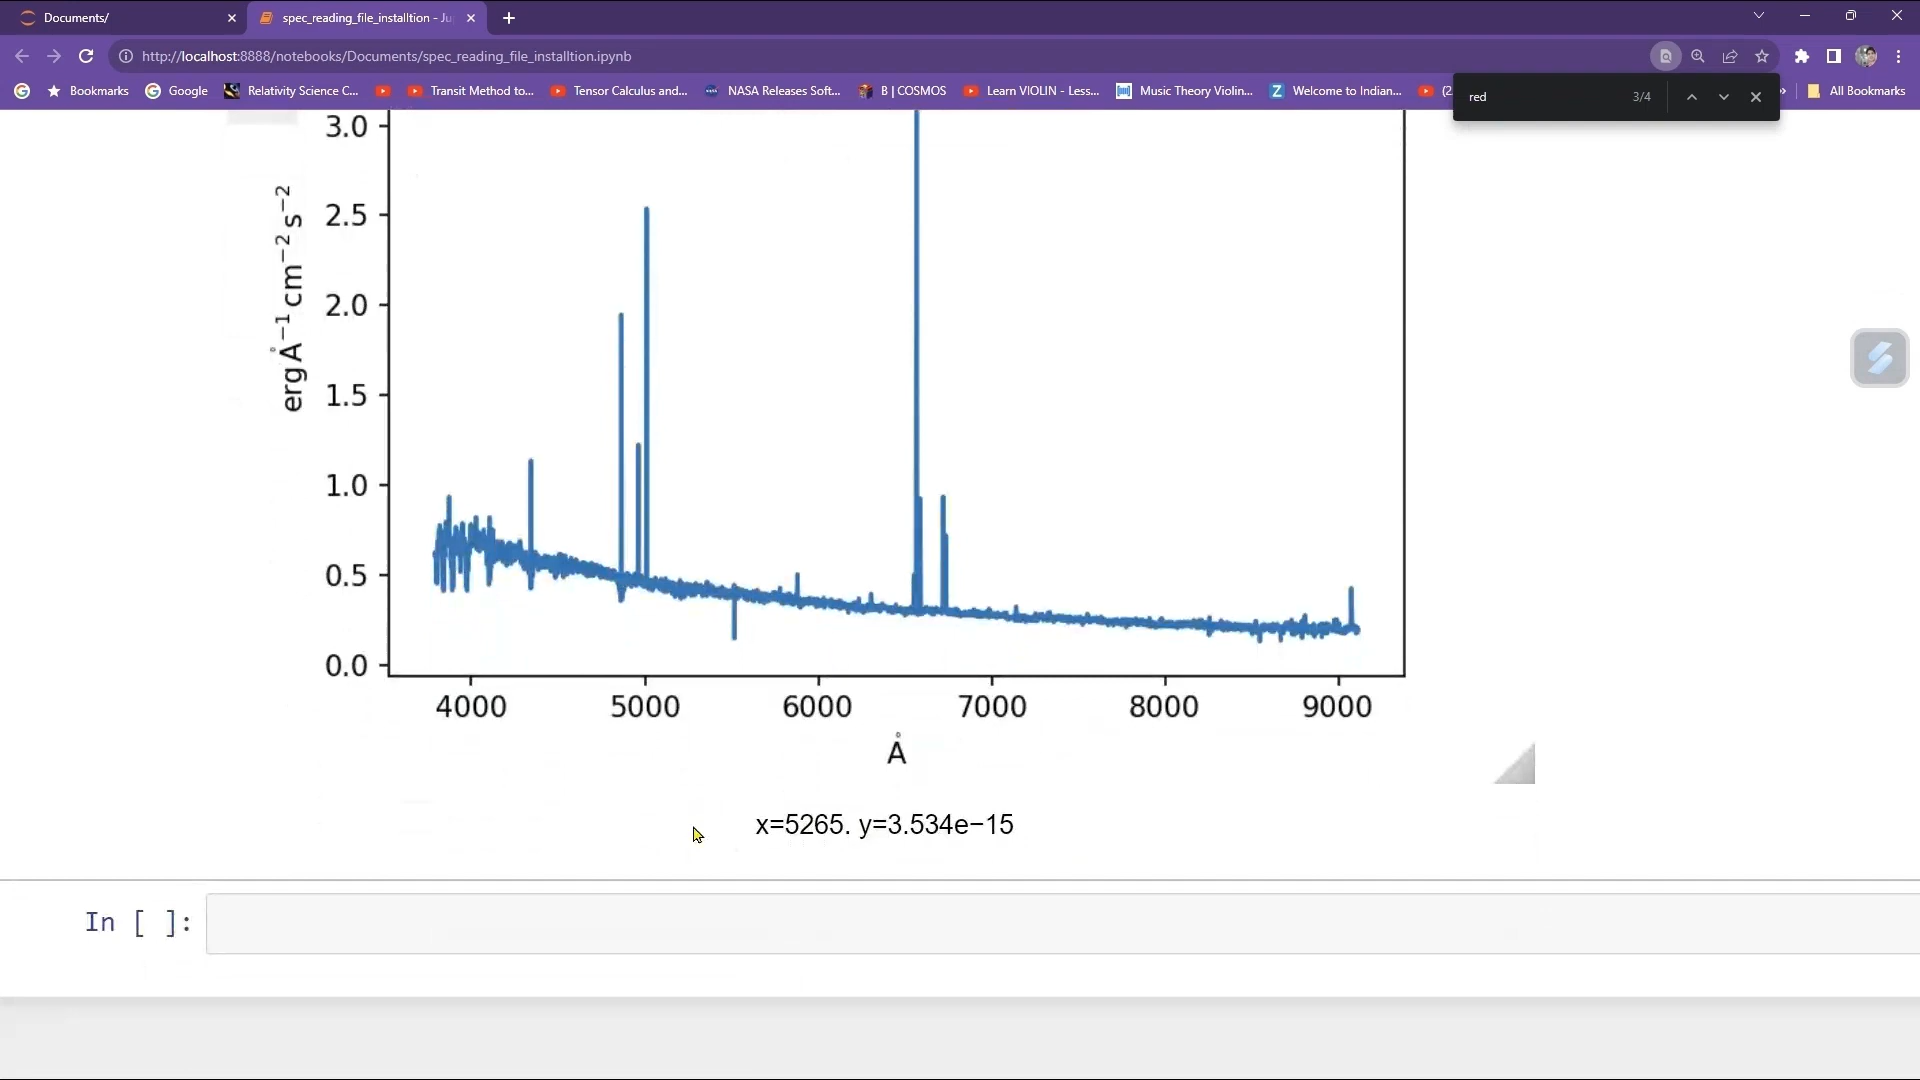 Documents/
spec_reading_file_installtion - Ju
http://localhost:8888/notebooks/Documents/spec_reading_file_installtion.ipynb
Bookmarks
Google
Relativity Science C...
Transit Method to...
Tensor Calculus and...
NASA Releases Soft...
B | COSMOS
Learn VIOLIN - Less...
Music Theory Violin...
Welcome to Indian...
(2
»
All Bookmarks
red
3/4
erg Å⁻¹ cm⁻² s⁻²
3.0
2.5
2.0
1.5
1.0
0.5
0.0
4000 5000 6000 7000 8000 9000
Å
x=5265. y=3.534e−15
In [ ]: